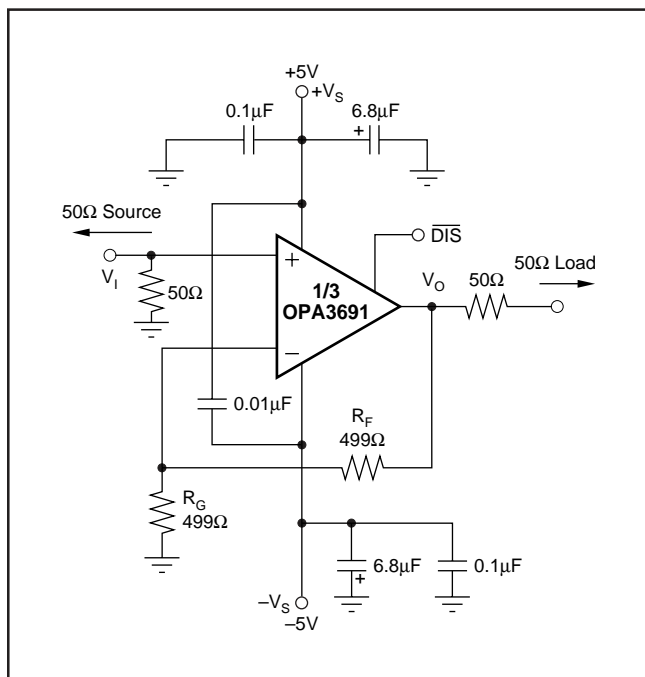 +5V
+V_S
0.1μF
6.8μF
+
50Ω Source
V_I
50Ω
DIS
+
1/3
OPA3691
−
V_O
50Ω
50Ω Load
0.01μF
R_F
499Ω
R_G
499Ω
6.8μF
+
0.1μF
−V_S
−5V